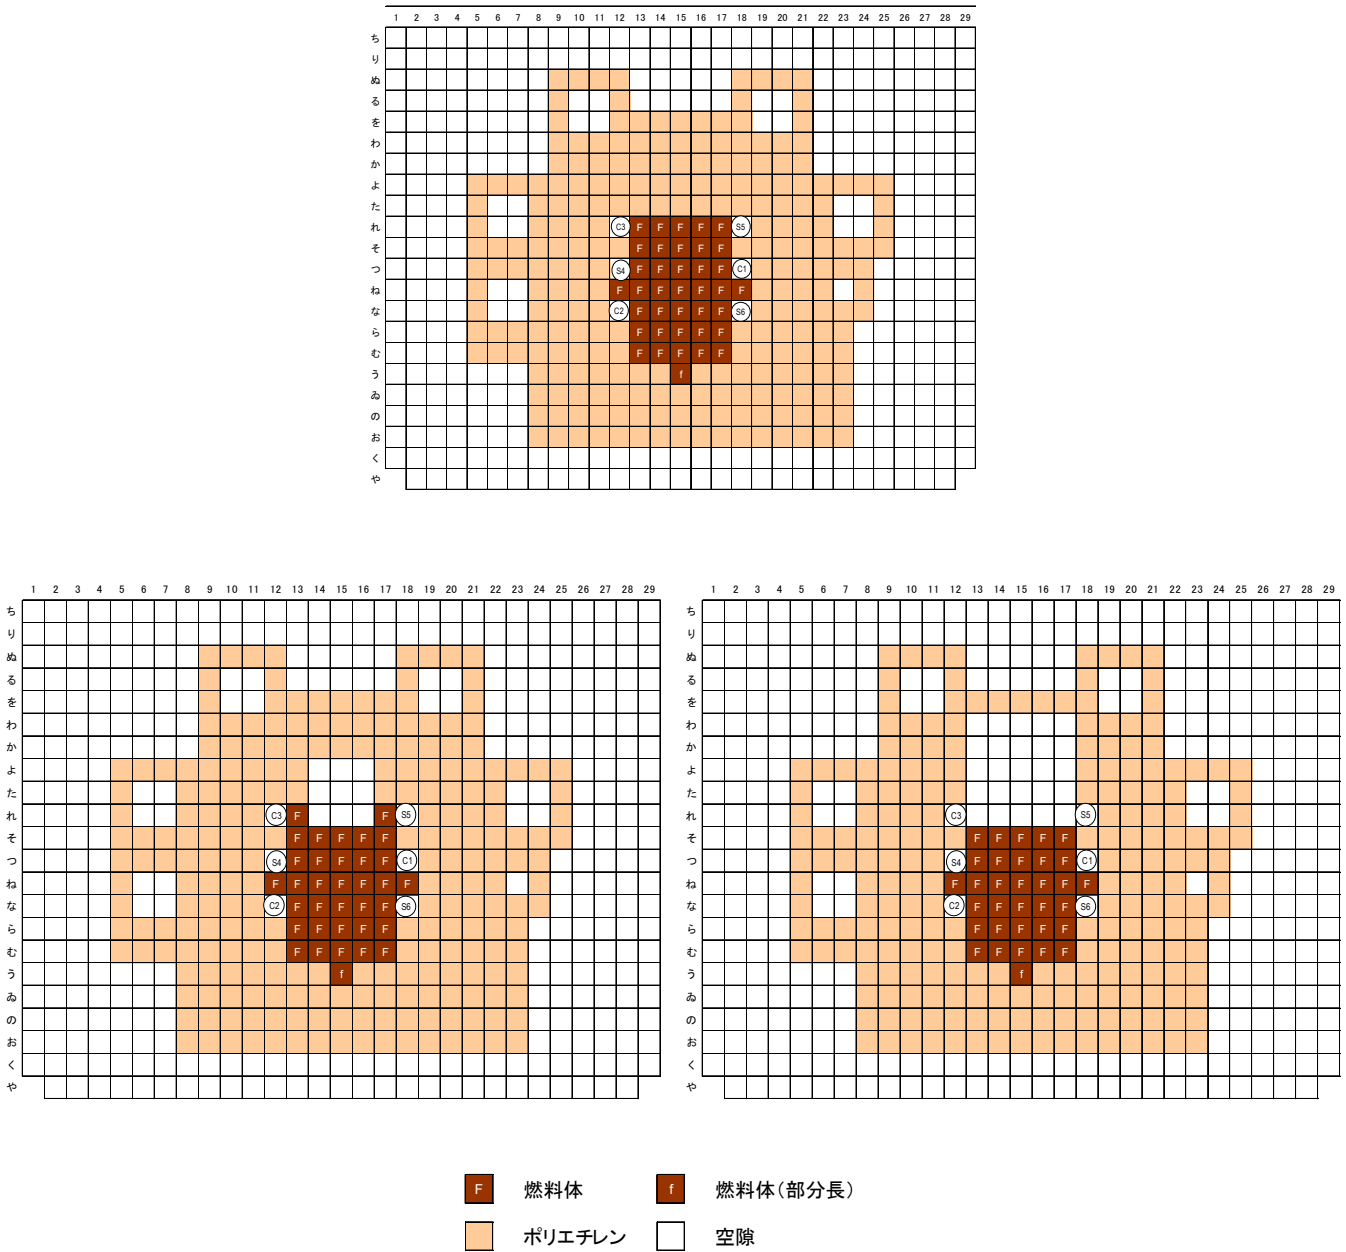 1 2 3 4 5 6 7 8 9 10 11 12 13 14 15 16 17 18 19 20 21 22 23 24 25 26 27 28 29
ち
り
ぬ
る
を
わ
か
よ
た
れ C3 F F F F F S5
そ F F F F F
つ S4 F F F F F C1
ね F F F F F F F
な C2 F F F F F S6
ら F F F F F
む F F F F F
う f
ゐ
の
お
く
や
1 2 3 4 5 6 7 8 9 10 11 12 13 14 15 16 17 18 19 20 21 22 23 24 25 26 27 28 29
ち
り
ぬ
る
を
わ
か
よ
た
れ C3 F F S5
そ F F F F F
つ S4 F F F F F C1
ね F F F F F F F
な C2 F F F F F S6
ら F F F F F
む F F F F F
う f
ゐ
の
お
く
や
1 2 3 4 5 6 7 8 9 10 11 12 13 14 15 16 17 18 19 20 21 22 23 24 25 26 27 28 29
ち
り
ぬ
る
を
わ
か
よ
た
れ C3 S5
そ F F F F F
つ S4 F F F F F C1
ね F F F F F F F
な C2 F F F F F S6
ら F F F F F
む F F F F F
う f
ゐ
の
お
く
や
F 燃料体 f 燃料体(部分長)
ポリエチレン 空隙